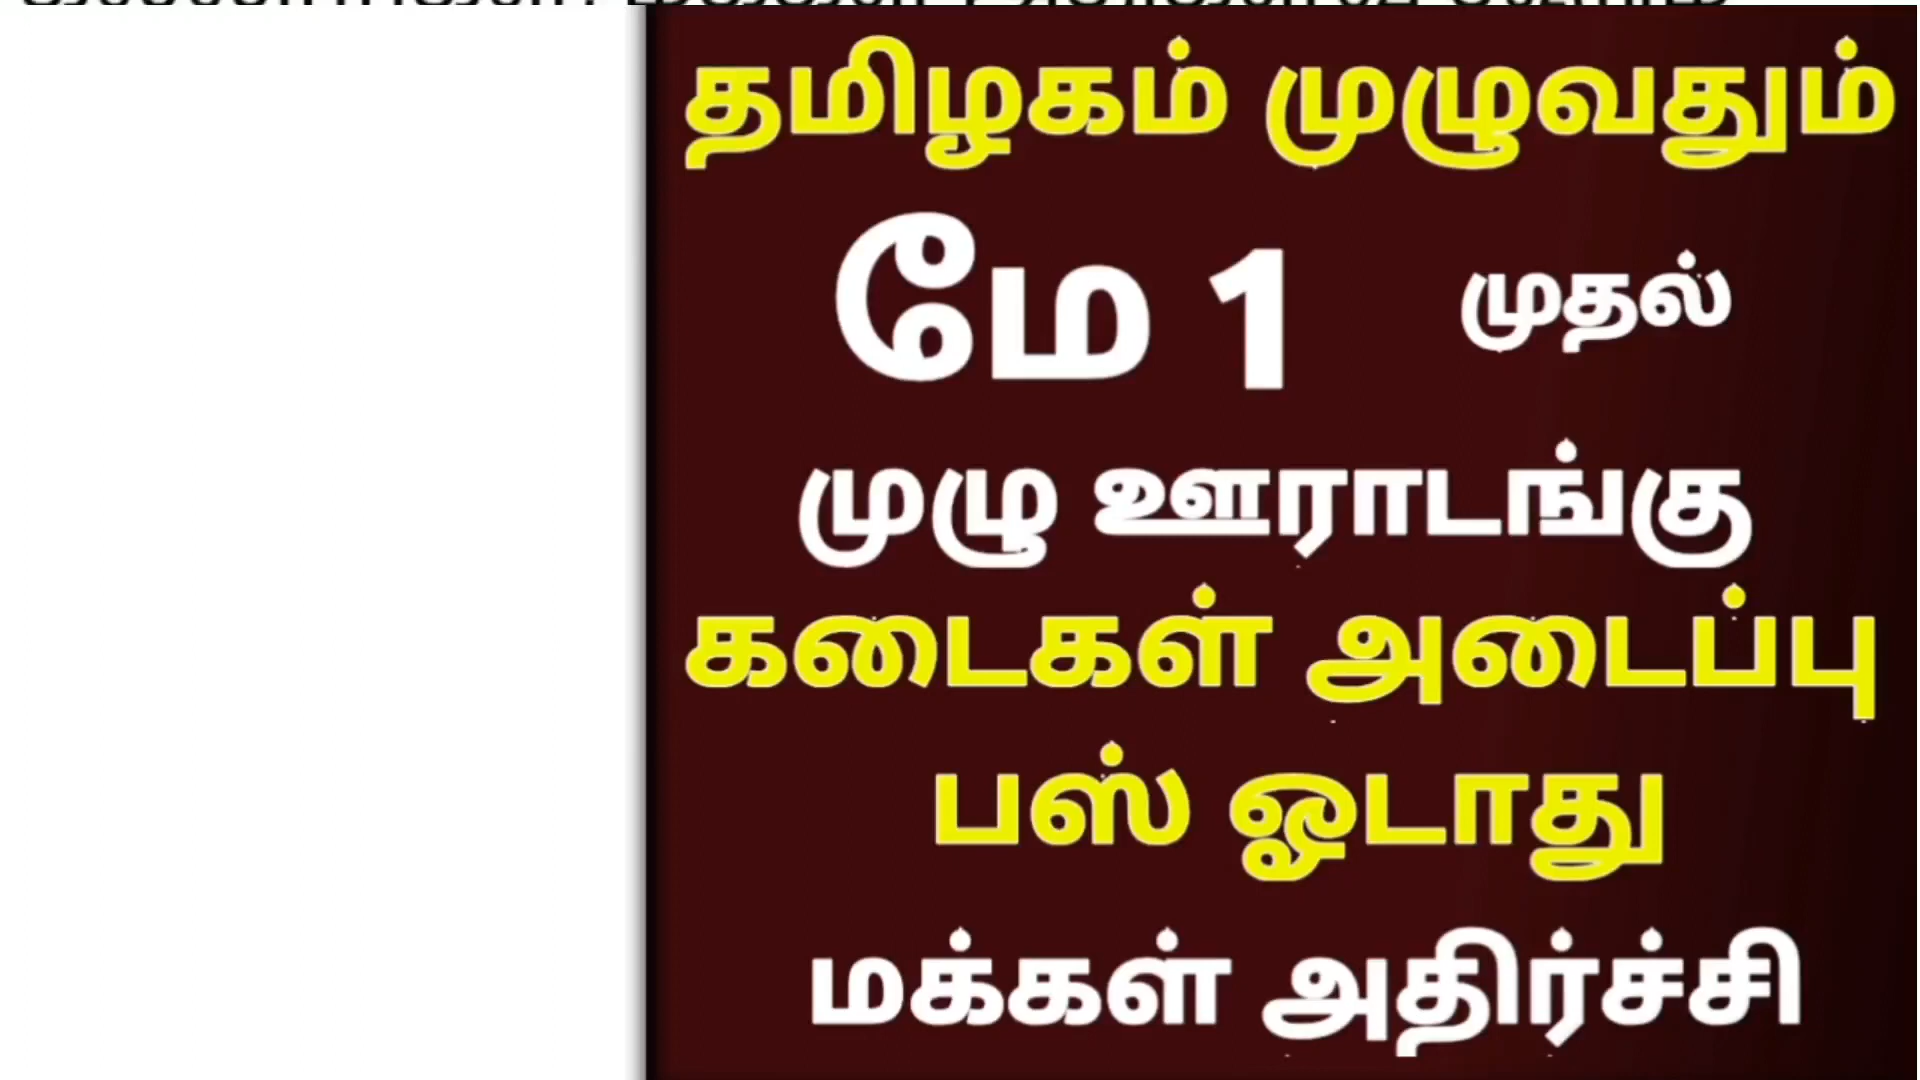 தமிழகம் முழுவதும்
மே 1 முதல்
முழு ஊராடங்கு
கடைகள் அடைப்பு
பஸ் ஓடாது
மக்கள் அதிர்ச்சி